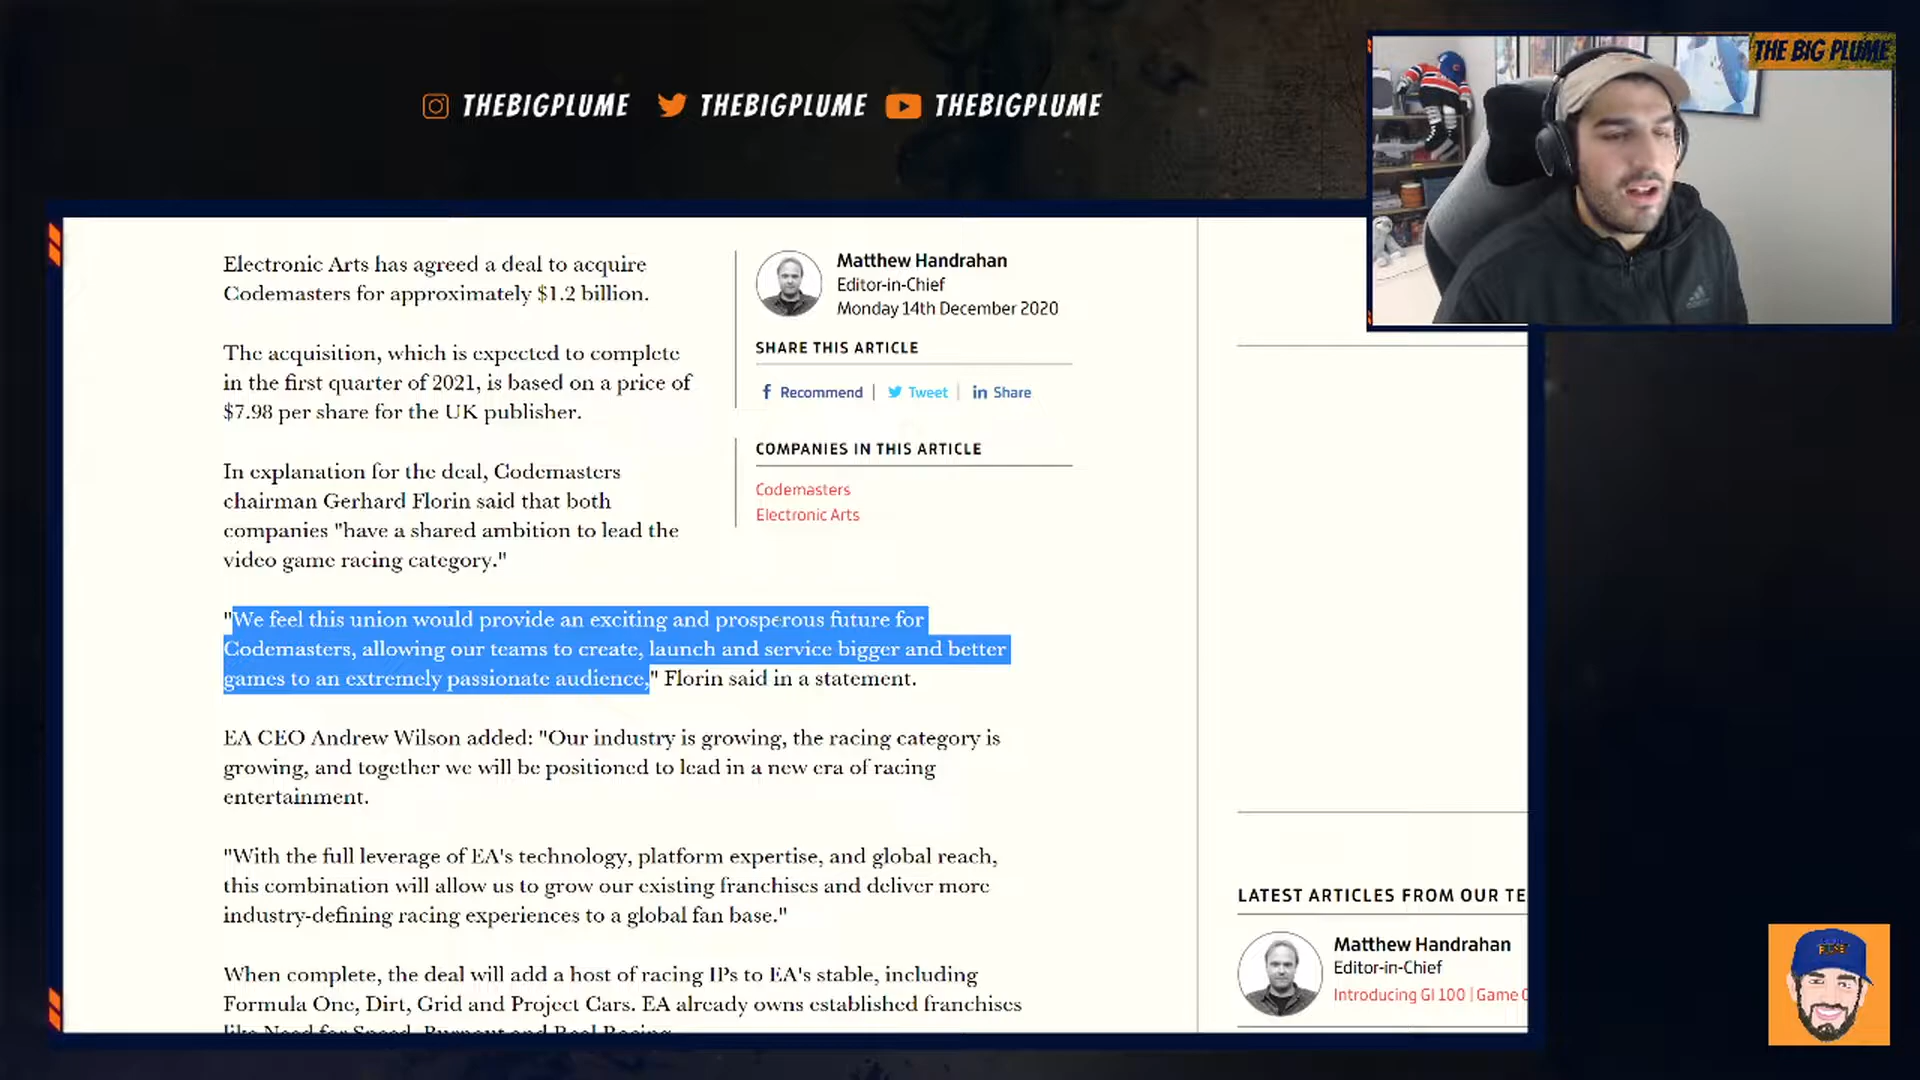 THEBIGPLUME THEBIGPLUME THEBIGPLUME
THE BIG PLUME
Electronic Arts has agreed a deal to acquire
Codemasters for approximately $1.2 billion.
The acquisition, which is expected to complete
in the first quarter of 2021, is based on a price of
$7.98 per share for the UK publisher.
In explanation for the deal, Codemasters
chairman Gerhard Florin said that both
companies "have a shared ambition to lead the
video game racing category."
Matthew Handrahan
Editor-in-Chief
Monday 14th December 2020
SHARE THIS ARTICLE
Recommend | Tweet | in Share
COMPANIES IN THIS ARTICLE
Codemasters
Electronic Arts
"We feel this union would provide an exciting and prosperous future for
Codemasters, allowing our teams to create, launch and service bigger and better
games to an extremely passionate audience," Florin said in a statement.
EA CEO Andrew Wilson added: "Our industry is growing, the racing category is
growing, and together we will be positioned to lead in a new era of racing
entertainment.
"With the full leverage of EA's technology, platform expertise, and global reach,
this combination will allow us to grow our existing franchises and deliver more
industry-defining racing experiences to a global fan base."
When complete, the deal will add a host of racing IPs to EA's stable, including
Formula One, Dirt, Grid and Project Cars. EA already owns established franchises
like Need for Speed, Burnout and Real Racing.
LATEST ARTICLES FROM OUR TE
Matthew Handrahan
Editor-in-Chief
Introducing GI 100 | Game